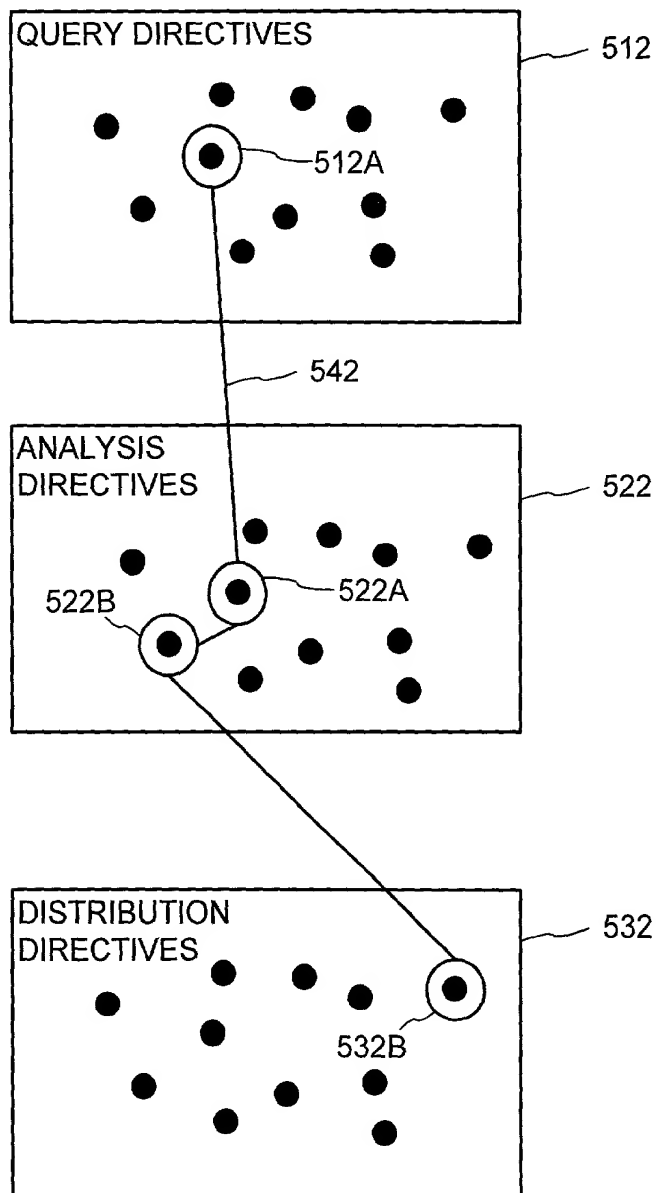 QUERY DIRECTIVES
512
512A
542
ANALYSIS
DIRECTIVES
522
522A
522B
DISTRIBUTION
DIRECTIVES
532
532B